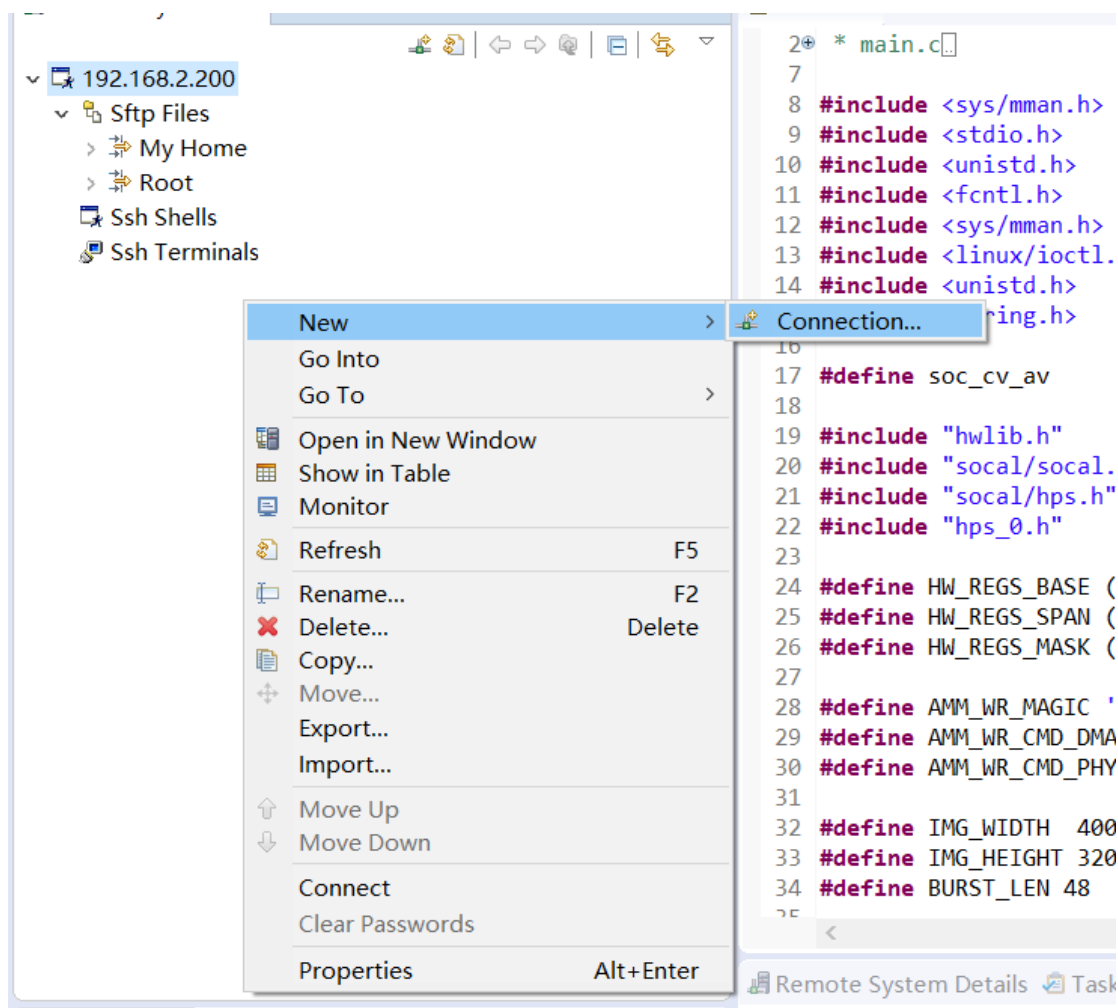 192.168.2.200
Sftp Files
My Home
Root
Ssh Shells
Ssh Terminals
New
Connection...
Go Into
Go To
Open in New Window
Show in Table
Monitor
Refresh F5
Rename... F2
Delete... Delete
Copy...
Move...
Export...
Import...
Move Up
Move Down
Connect
Clear Passwords
Properties Alt+Enter
2 * main.c
7
8 #include <sys/mman.h>
9 #include <stdio.h>
10 #include <unistd.h>
11 #include <fcntl.h>
12 #include <sys/mman.h>
13 #include <linux/ioctl.
14 #include <unistd.h>
ring.h>
16
17 #define soc_cv_av
18
19 #include "hwlib.h"
20 #include "socal/socal.
21 #include "socal/hps.h"
22 #include "hps_0.h"
23
24 #define HW_REGS_BASE (
25 #define HW_REGS_SPAN (
26 #define HW_REGS_MASK (
27
28 #define AMM_WR_MAGIC '
29 #define AMM_WR_CMD_DMA
30 #define AMM_WR_CMD_PHY
31
32 #define IMG_WIDTH 400
33 #define IMG_HEIGHT 320
34 #define BURST_LEN 48
Remote System Details Task